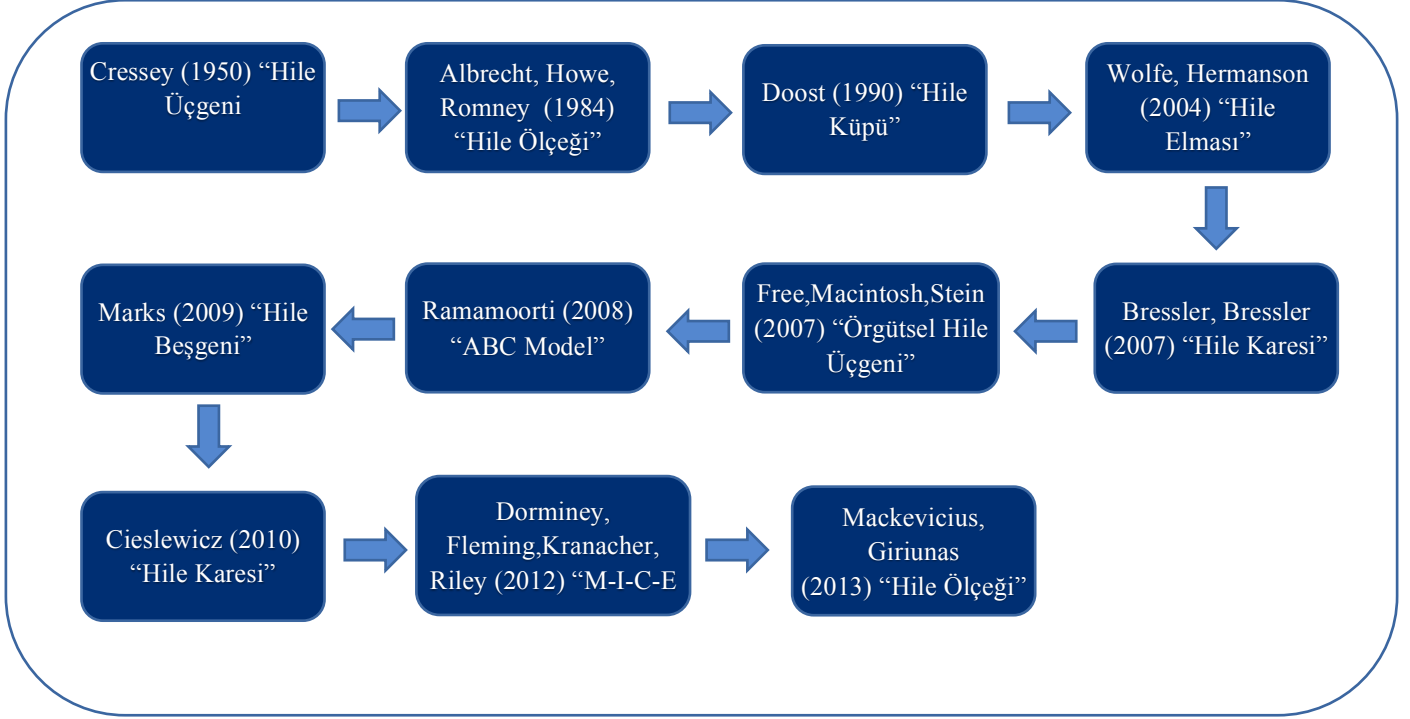 Cressey (1950) “Hile
Üçgeni
Albrecht, Howe,
Romney (1984)
“Hile Ölçeği”
Doost (1990) “Hile
Küpü”
Wolfe, Hermanson
(2004) “Hile
Elması”
Bressler, Bressler
(2007) “Hile Karesi”
Free,Macintosh,Stein
(2007) “Örgütsel Hile
Üçgeni”
Ramamoorti (2008)
“ABC Model”
Marks (2009) “Hile
Beşgeni”
Cieslewicz (2010)
“Hile Karesi”
Dorminey,
Fleming,Kranacher,
Riley (2012) “M-I-C-E
Mackevicius,
Giriunas
(2013) “Hile Ölçeği”